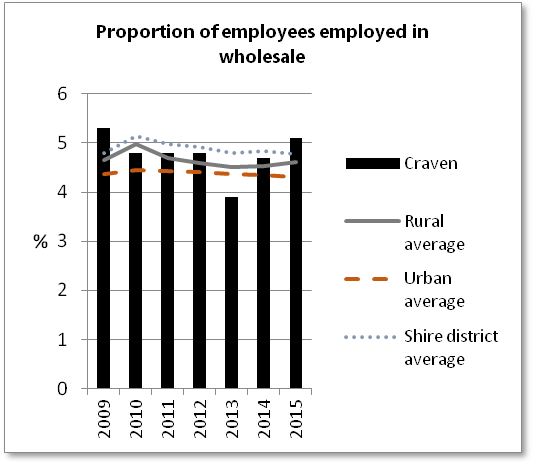 Proportion of employees employed in
wholesale
6
5
4
3
2
1
0
%
2009
2010
2011
2012
2013
2014
2015
Craven
Rural
average
Urban
average
Shire district
average